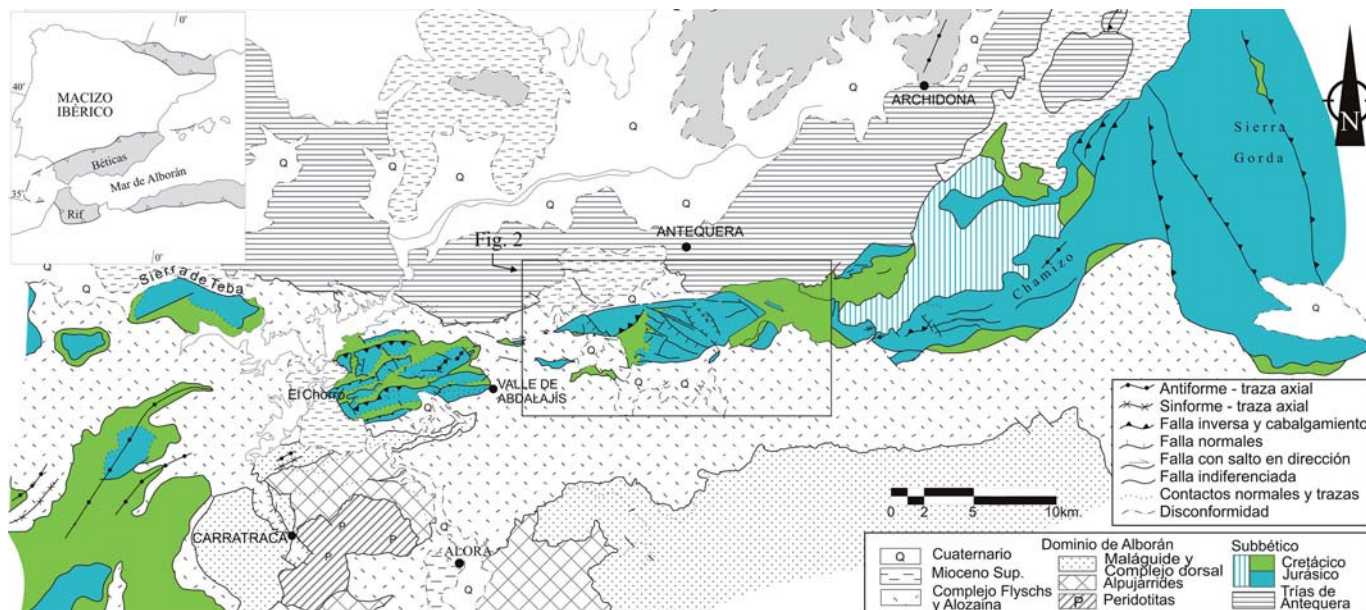 0°
40°
MACIZO
IBÉRICO
Béticas
35°
Mar de Alborán
Rif
0°
Q
Q
Q
Q
Q
Q
Q
ARCHIDONA
Sierra
Gorda
N
ANTEQUERA
Fig. 2
Q
Sierra de Teba
Chamizo
Q
Q
El Chorro
VALLE DE
ABDALAJÍS
Q
Q
Q
Q
CARRATRACA
P
P
Q
ALORA
Q
Antiforme - traza axial
Sinforme - traza axial
Falla inversa y cabalgamiento
Falla normales
Falla con salto en dirección
Falla indiferenciada
Contactos normales y trazas
Disconformidad
0 2 5 10km.
Q Cuaternario
Mioceno Sup.
Complejo Flyschs
y Alozaina
Dominio de Alborán
Maláguide y
Complejo dorsal
Alpujárrides
P Peridotitas
Subbético
Cretácico
Jurásico
Trías de
Antequera